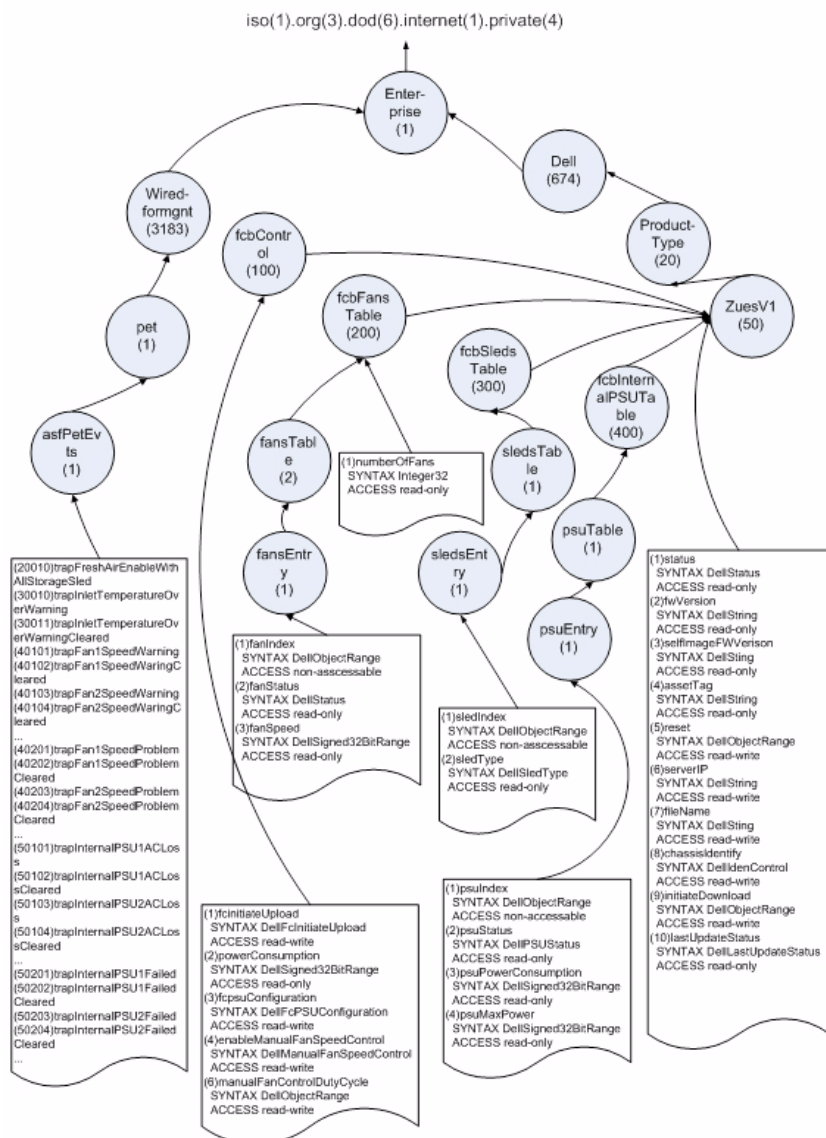 iso(1).org(3).dod(6).internet(1).private(4)
Enter-
prise
(1)
Dell
(674)
Wired-
formgnt
(3183)
Product-
Type
(20)
fcbContr
ol
(100)
fcbFans
Table
(200)
ZuesV1
(50)
pet
(1)
fcbSleds
Table
(300)
fcbIntern
alPSUTa
ble
(400)
asfPetEv
ts
(1)
fansTabl
e
(2)
(1)numberOfFans
SYNTAX Integer32
ACCESS read-only
sledsTab
le
(1)
psuTable
(1)
fansEntry
y
(1)
sledsEnt
ry
(1)
psuEntry
(1)
(20010)trapFreshAirEnableWith
AllStorageSled
(30010)trapInletTemperatureOv
erWarning
(30011)trapInletTemperatureOv
erWarningCleared
(40101)trapFan1SpeedWarning
(40102)trapFan1SpeedWaringCl
eared
(40103)trapFan2SpeedWarning
(40104)trapFan2SpeedWaringCl
eared
...
(40201)trapFan1SpeedProblem
(40202)trapFan1SpeedProblem
Cleared
(40203)trapFan2SpeedProblem
(40204)trapFan2SpeedProblem
Cleared
...
(50101)trapInternalPSU1ACLos
s
(50102)trapInternalPSU1ACLos
sCleared
(50103)trapInternalPSU2ACLos
s
(50104)trapInternalPSU2ACLos
sCleared
...
(50201)trapInternalPSU1Failed
(50202)trapInternalPSU1Failed
Cleared
(50203)trapInternalPSU2Failed
(50204)trapInternalPSU2Failed
Cleared
...
(1)fanIndex
SYNTAX DellObjectRange
ACCESS non-asscessable
(2)fanStatus
SYNTAX DellStatus
ACCESS read-only
(3)fanSpeed
SYNTAX DellSigned32BitRange
ACCESS read-only
(1)sledIndex
SYNTAX DellObjectRange
ACCESS non-asscessable
(2)sledType
SYNTAX DellSledType
ACCESS read-only
(1)status
SYNTAX DellStatus
ACCESS read-only
(2)fwVersion
SYNTAX DellString
ACCESS read-only
(3)selfImageFWVerison
SYNTAX DellSting
ACCESS read-only
(4)assetTag
SYNTAX DellString
ACCESS read-only
(5)reset
SYNTAX DellObjectRange
ACCESS read-write
(6)serverIP
SYNTAX DellString
ACCESS read-write
(7)fileName
SYNTAX DellSting
ACCESS read-write
(8)chassisIdentify
SYNTAX DellIdenControl
ACCESS read-write
(9)initiateDownload
SYNTAX DellObjectRange
ACCESS read-write
(10)lastUpdateStatus
SYNTAX DellLastUpdateStatus
ACCESS read-only
(1)fcInitiateUpload
SYNTAX DellFcInitiateUpload
ACCESS read-write
(2)powerConsumption
SYNTAX DellSigned32BitRange
ACCESS read-only
(3)fcpsuConfiguration
SYNTAX DellFcPSUConfiguration
ACCESS read-write
(4)enableManualFanSpeedControl
SYNTAX DellManualFanSpeedControl
ACCESS read-write
(6)manualFanControlDutyCycle
SYNTAX DellObjectRange
ACCESS read-write
(1)psuIndex
SYNTAX DellObjectRange
ACCESS non-accessable
(2)psuStatus
SYNTAX DellPSUStatus
ACCESS read-only
(3)psuPowerConsumption
SYNTAX DellSigned32BitRange
ACCESS read-only
(4)psuMaxPower
SYNTAX DellSigned32BitRange
ACCESS read-only